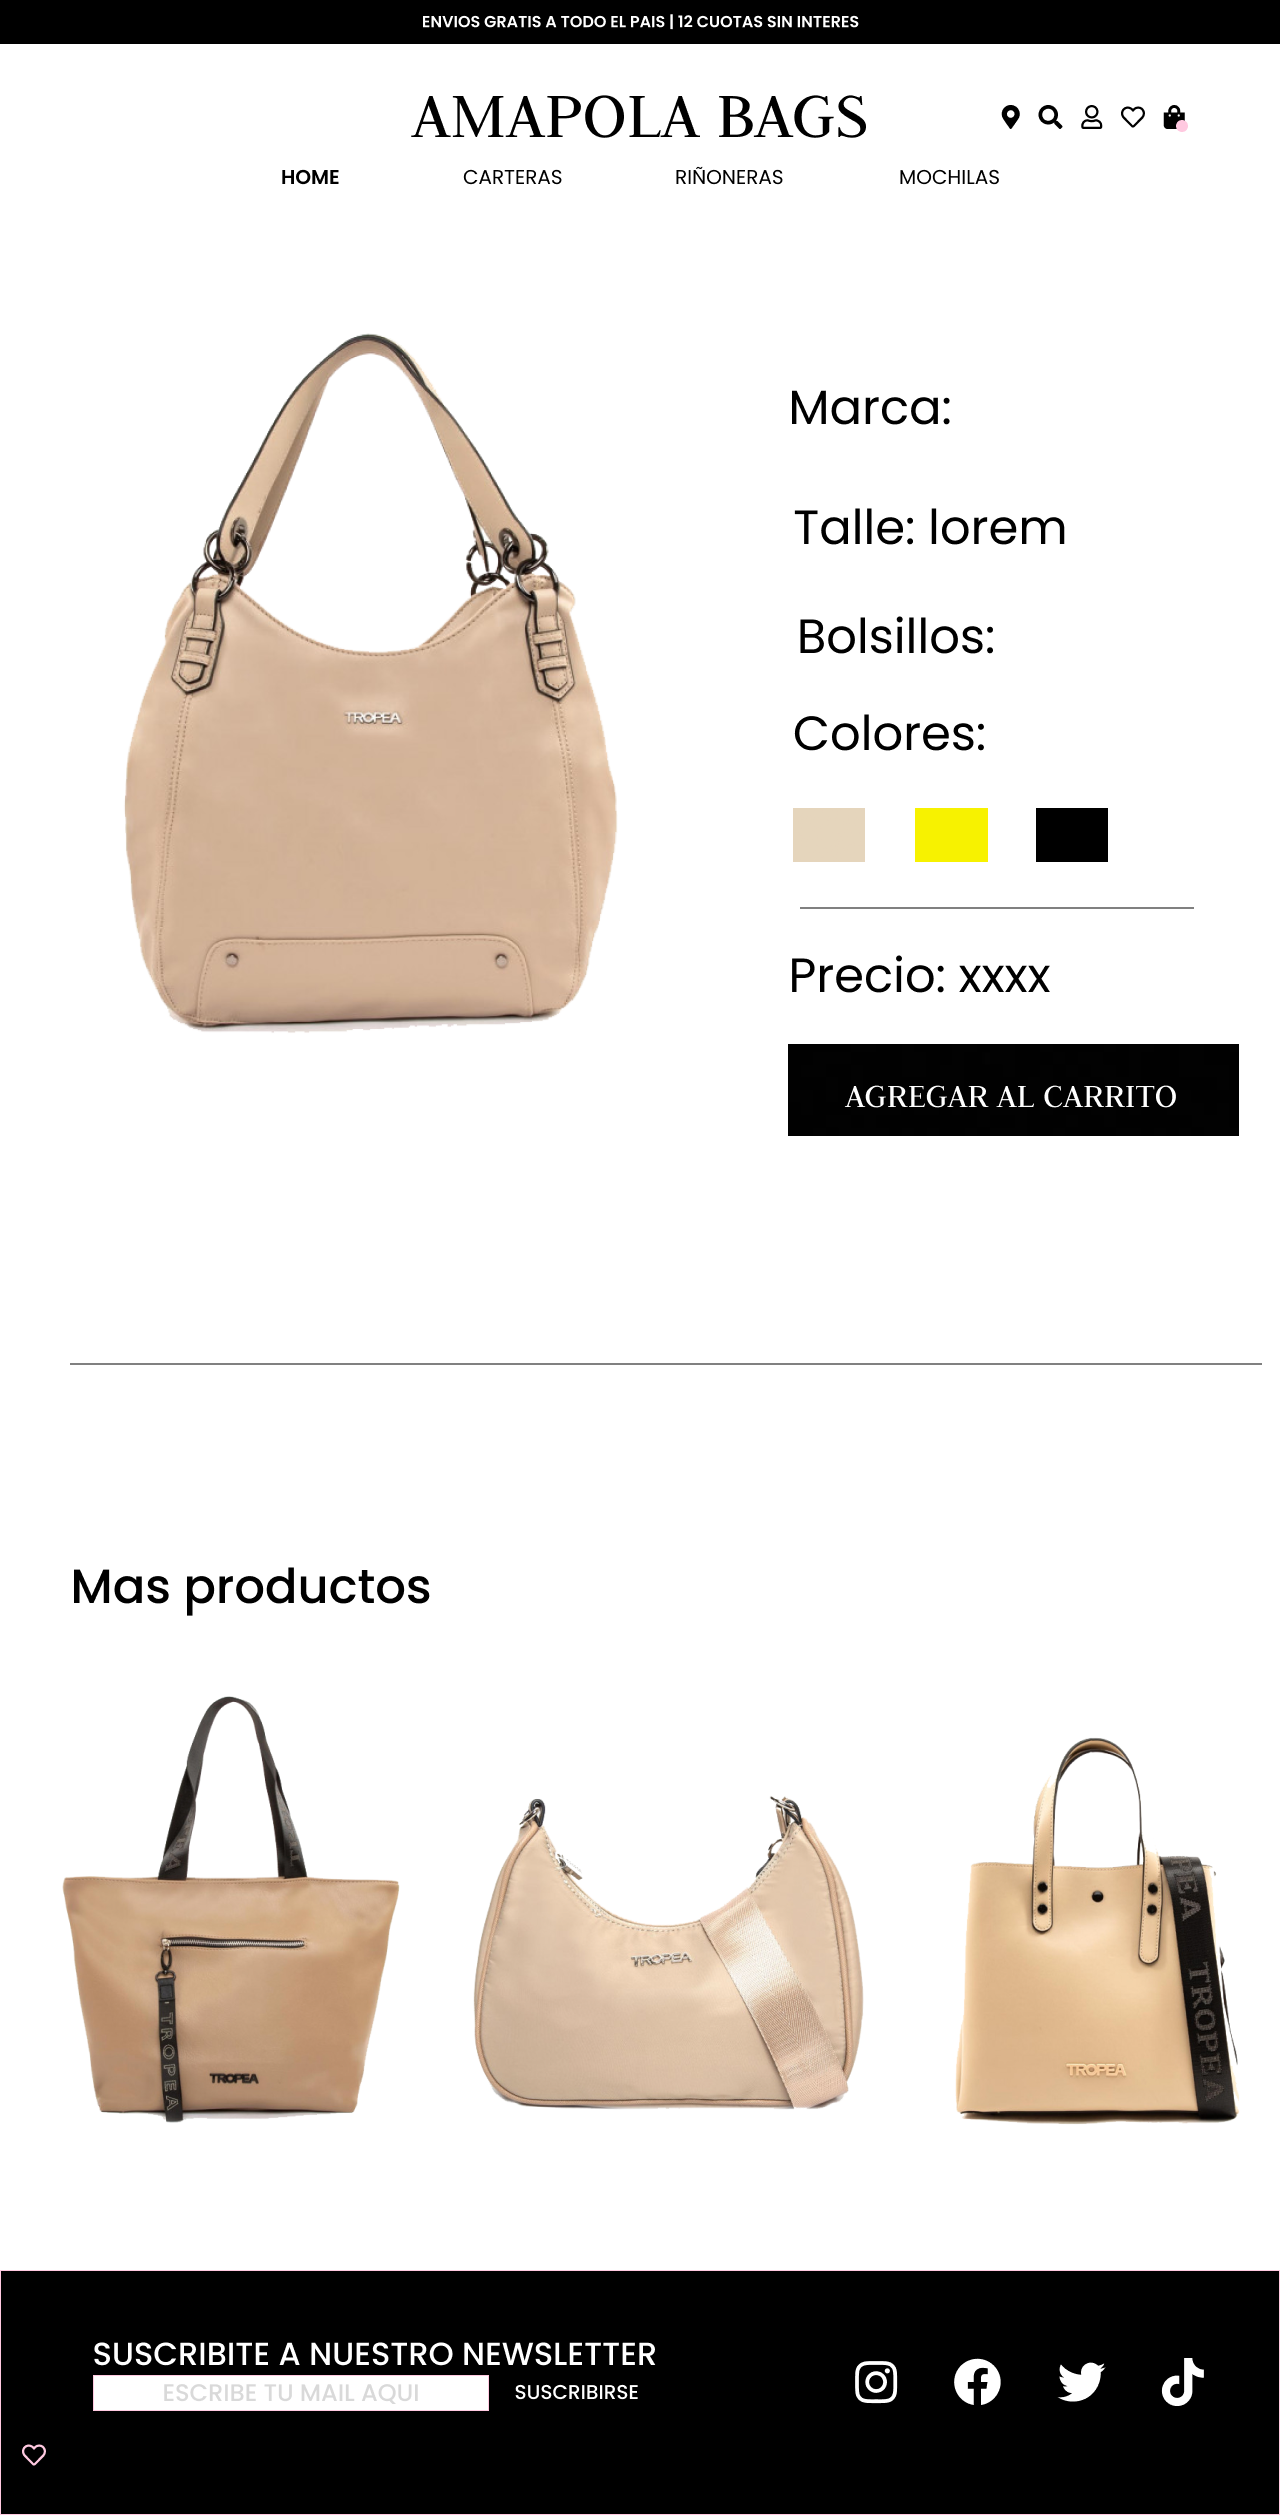 ENVIOS GRATIS A TODO EL PAIS | 12 CUOTAS SIN INTERES
AMAPOLA BAGS
HOME CARTERAS RIÑONERAS MOCHILAS
Marca:
Talle: lorem
Bolsillos:
TROPEA
Colores:
Precio: xxxx
AGREGAR AL CARRITO
Mas productos
TROPEA
TROPEA
TROPEA
PEA
TROPEA
TROPEA
SUSCRIBITE A NUESTRO NEWSLETTER
ESCRIBE TU MAIL AQUI
SUSCRIBIRSE